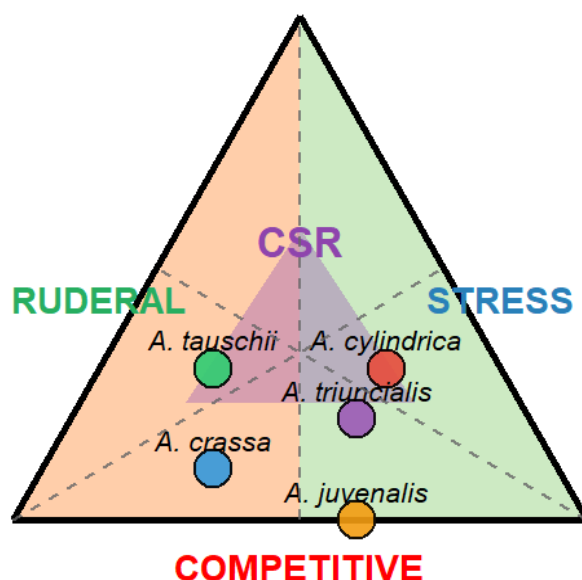 CSR
RUDERAL
STRESS
A. tauschii
A. cylindrica
A. triuncialis
A. crassa
A. juvenalis
COMPETITIVE